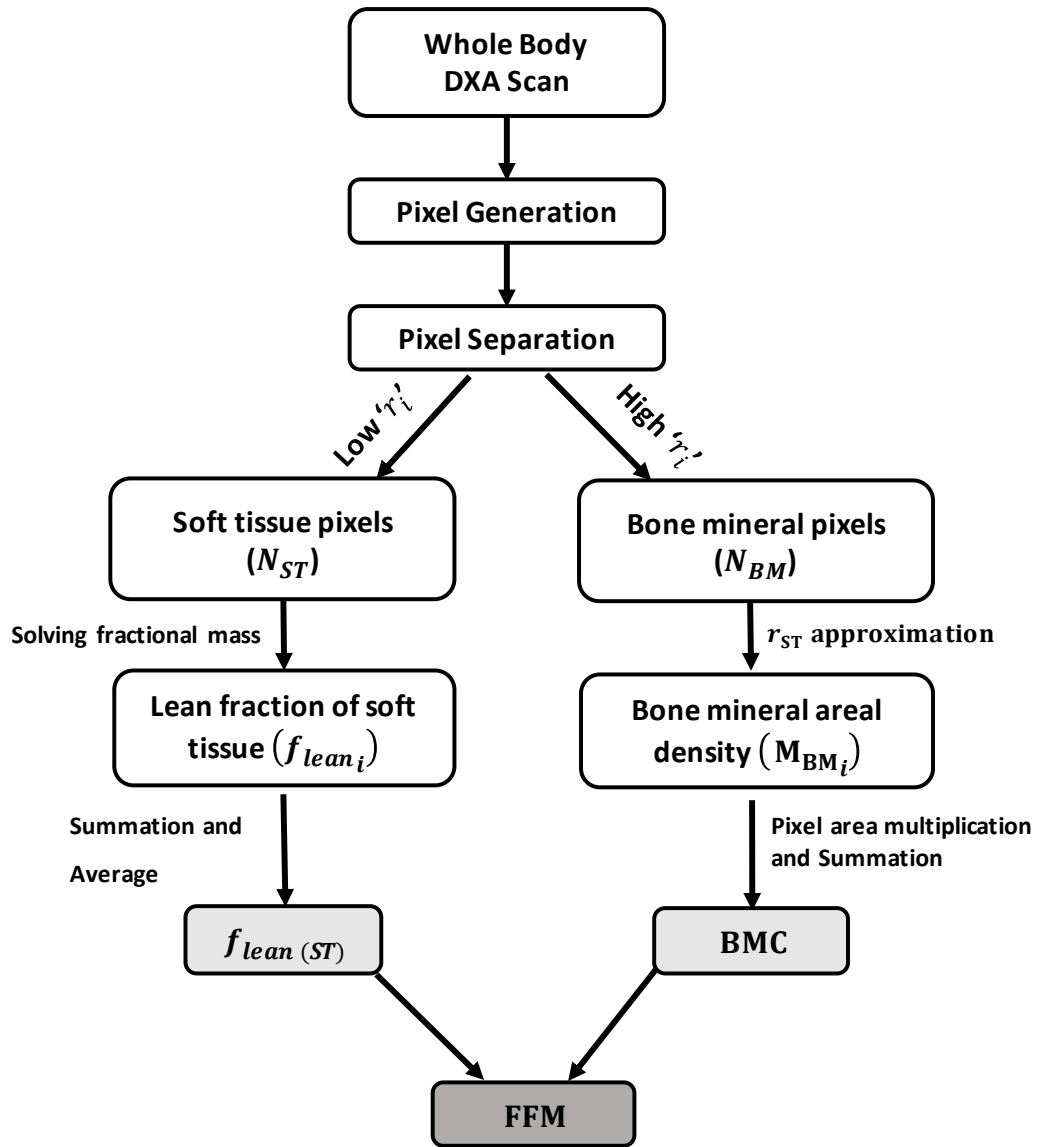 Whole Body
DXA Scan
Pixel Generation
Pixel Separation
Low ‘rᵢ’
High ‘rᵢ’
Soft tissue pixels
(N_ST)
Bone mineral pixels
(N_BM)
Solving fractional mass
r_ST approximation
Lean fraction of soft
tissue (f_lean_i)
Bone mineral areal
density (M_BM_i)
Summation and
Average
Pixel area multiplication
and Summation
f_lean (ST)
BMC
FFM